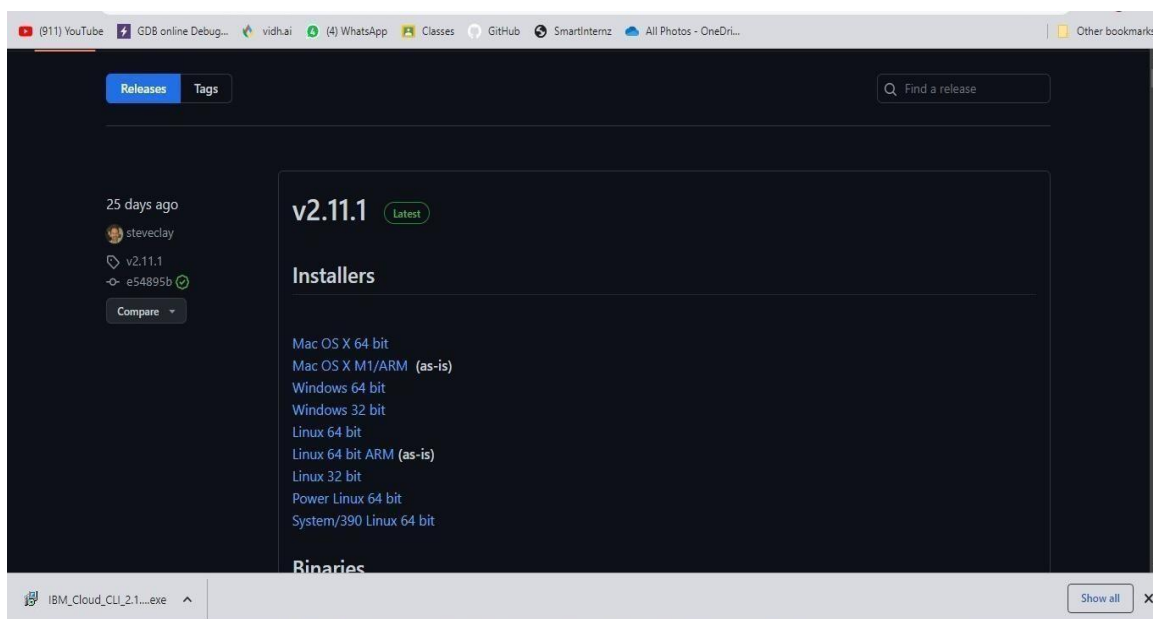 (911) YouTube GDB online Debug... vidh.ai (4) WhatsApp Classes GitHub SmartInternz All Photos - OneDri... Other bookmarks
Releases Tags Find a release
25 days ago
steveclay
v2.11.1
e54895b
Compare
v2.11.1 Latest
Installers
Mac OS X 64 bit
Mac OS X M1/ARM (as-is)
Windows 64 bit
Windows 32 bit
Linux 64 bit
Linux 64 bit ARM (as-is)
Linux 32 bit
Power Linux 64 bit
System/390 Linux 64 bit
Binaries
IBM_Cloud_CLI_2.1....exe Show all